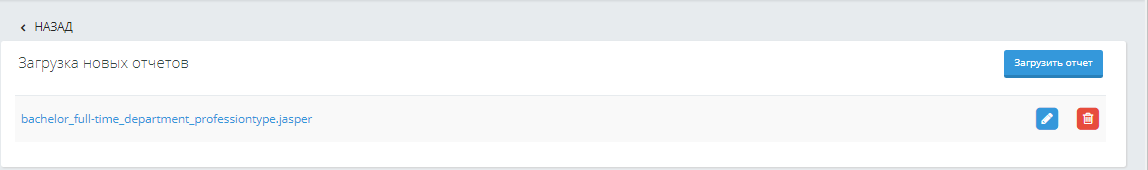 НАЗАД
Загрузка новых отчетов
Загрузить отчет
bachelor_full-time_department_professiontype.jasper